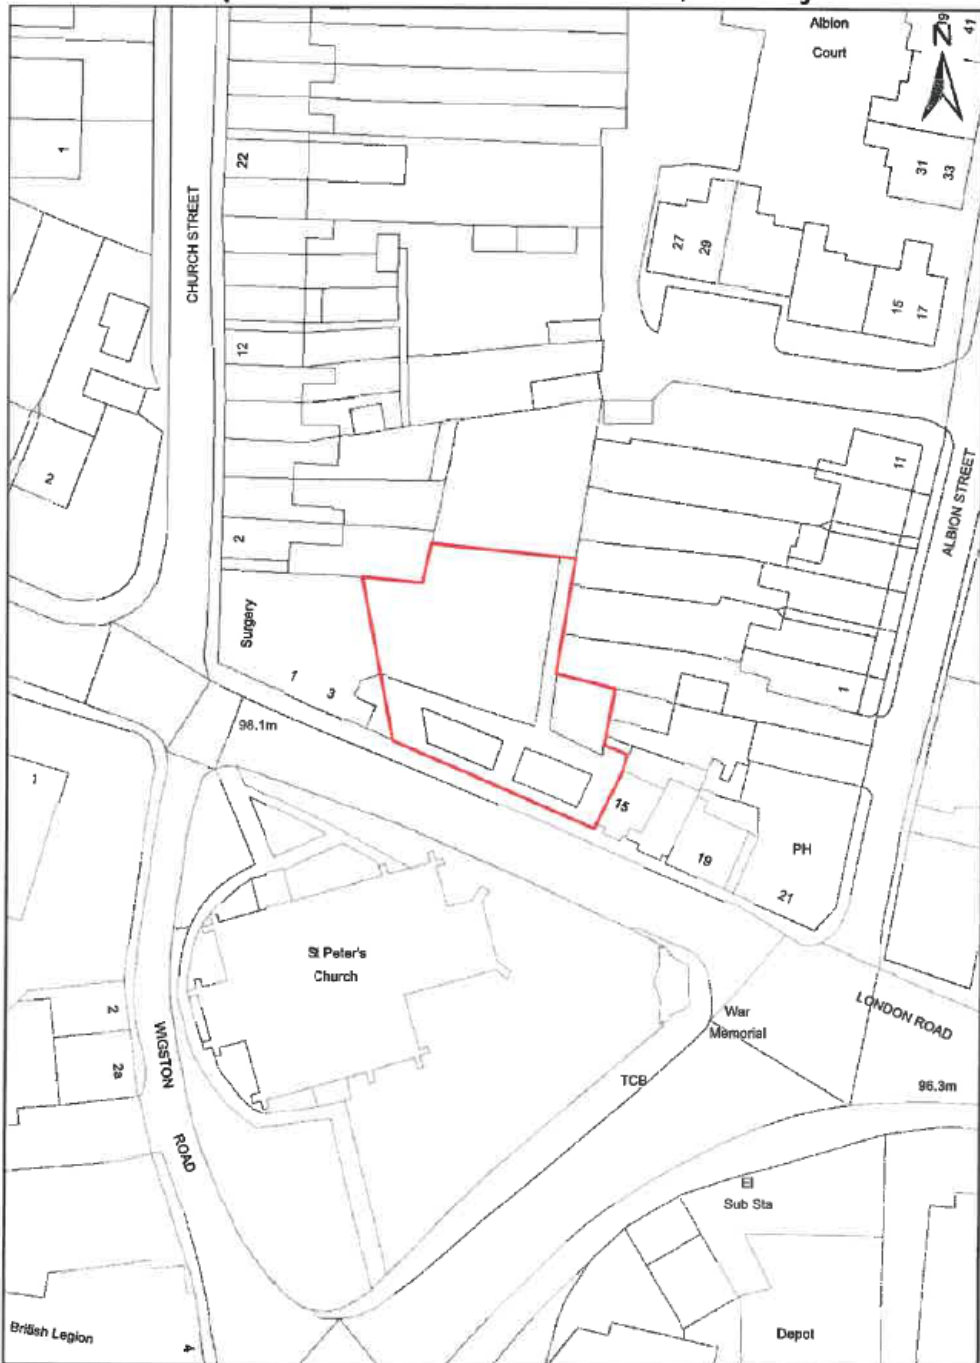 Albion
Court
19
41
N
31
33
1
22
CHURCH STREET
27
29
15
17
12
2
11
ALBION STREET
2
Surgery
1
3
1
98.1m
15
19
PH
21
1
St Peter's
Church
War
Memorial
LONDON ROAD
2
2a
WIGSTON
ROAD
TCB
96.3m
El
Sub Sta
British Legion
4
Depot